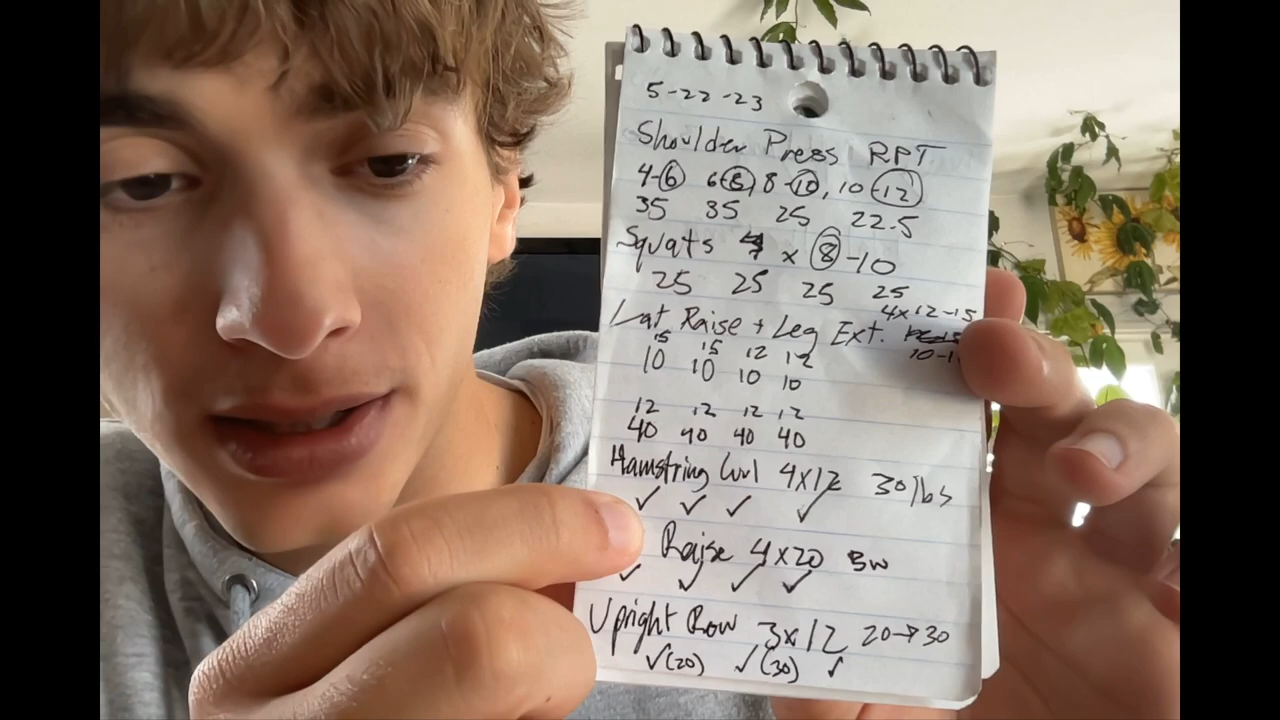 5-22-23
Shoulder Press RPT
4-6 6-8, 8-10, 10-12
35 35 25 22.5
Squats 4 x 8-10
25 25 25 25
4x12-15
Lat Raise + Leg Ext.
15 15 12 12
10 10 10 10
12 12 12 12
40 40 40 40
Hamstring Curl 4x12 30lbs
✓ ✓ ✓ ✓
Raise 4x20 BW
✓ ✓ ✓ ✓
Upright Row 3x12 20→30
✓(20) ✓(30) ✓